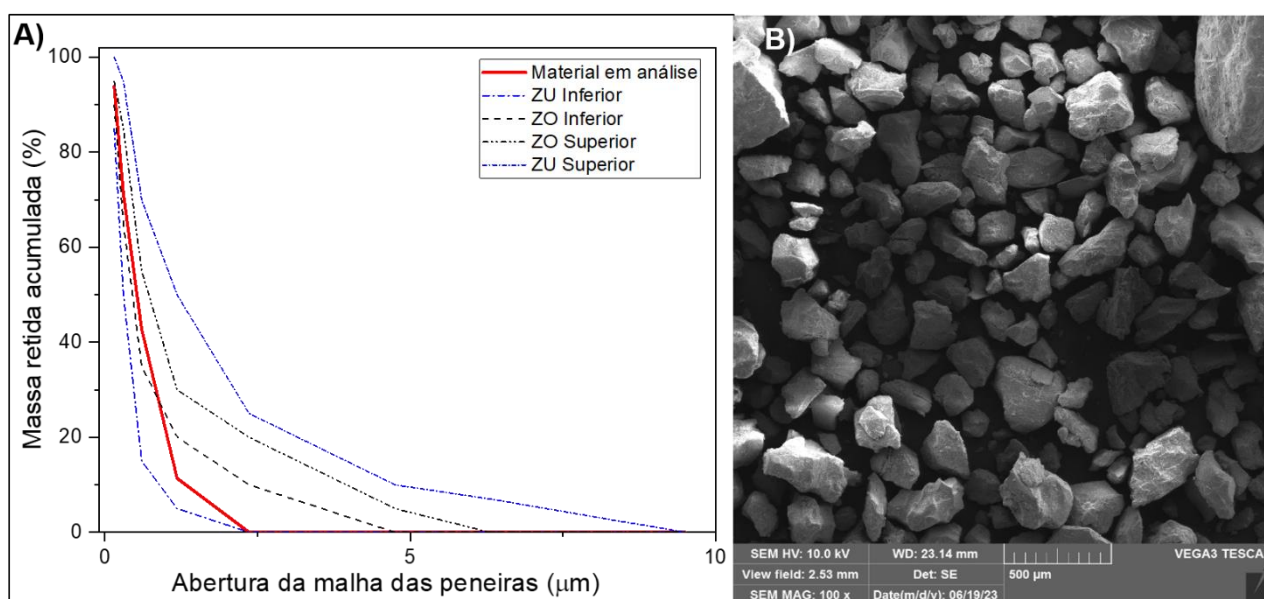 A)
100
80
60
40
20
0
Massa retida acumulada (%)
Material em análise
ZU Inferior
ZO Inferior
ZO Superior
ZU Superior
0
5
10
Abertura da malha das peneiras (μm)
B)
SEM HV: 10.0 kV
WD: 23.14 mm
VEGA3 TESCA
View field: 2.53 mm
Det: SE
500 µm
SEM MAG: 100 x
Date(m/d/y): 06/19/23